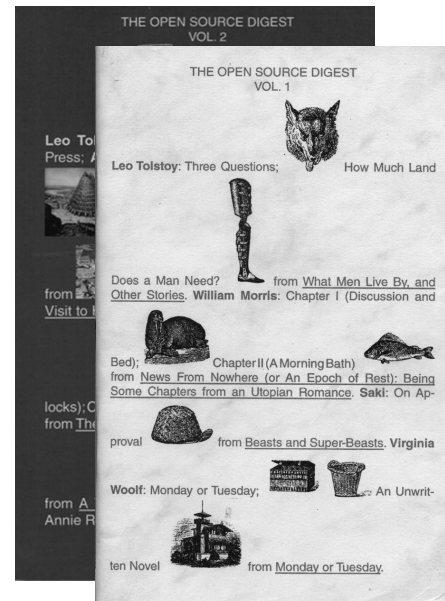 THE OPEN SOURCE DIGEST
VOL. 2
Leo
Press;
from
Visit to
locks);
from
from A
Annie
THE OPEN SOURCE DIGEST
VOL. 1
Leo Tolstoy: Three Questions; How Much Land
Does a Man Need? from What Men Live By, and
Other Stories. William Morris: Chapter I (Discussion and
Bed); Chapter II (A Morning Bath)
from News From Nowhere (or An Epoch of Rest): Being
Some Chapters from an Utopian Romance. Saki: On Ap-
proval from Beasts and Super-Beasts. Virginia
Woolf: Monday or Tuesday; An Unwrit-
ten Novel from Monday or Tuesday.